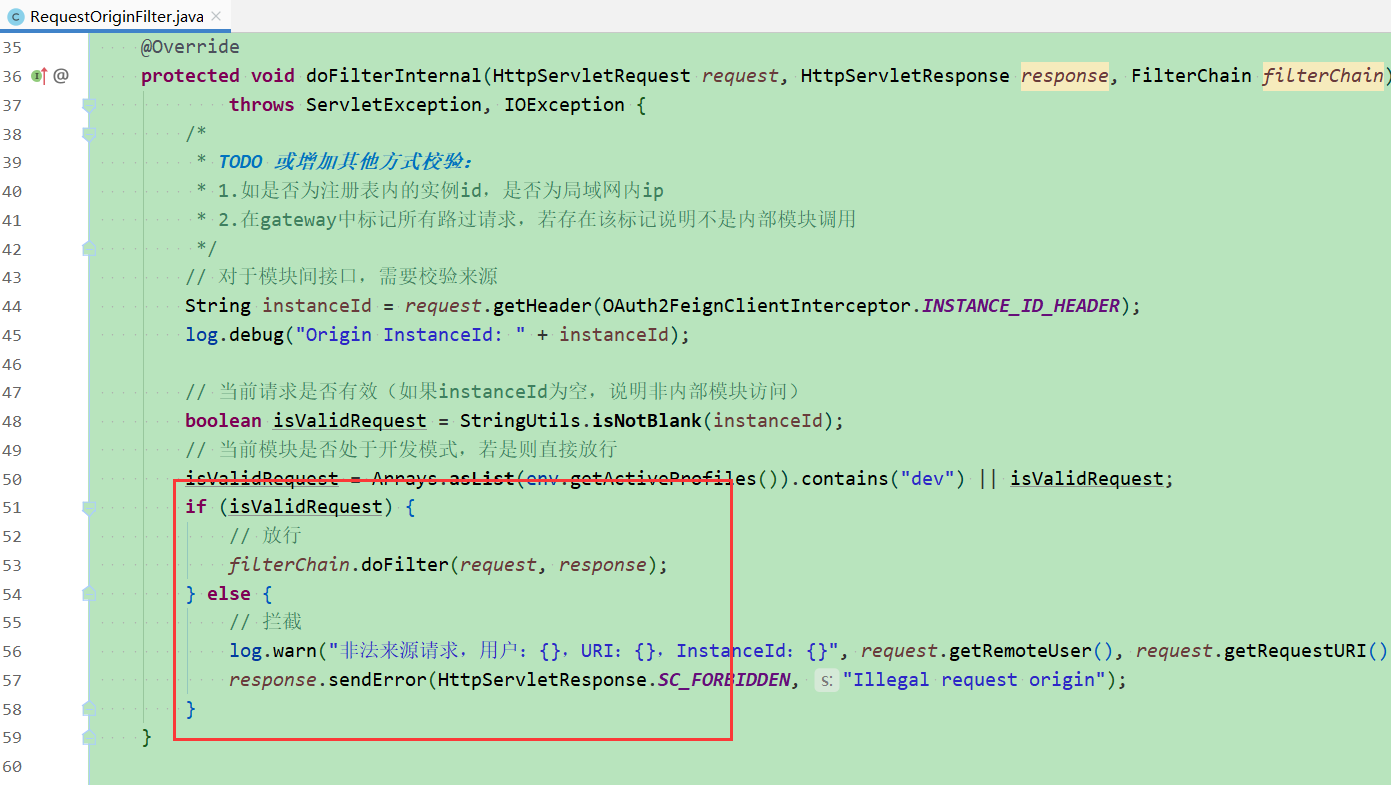 RequestOriginFilter.java
35 @Override
36 protected void doFilterInternal(HttpServletRequest request, HttpServletResponse response, FilterChain filterChain)
37 throws ServletException, IOException {
38 /*
39 * TODO 或增加其他方式校验：
40 * 1.如是否为注册表内的实例id，是否为局域网内ip
41 * 2.在gateway中标记所有路过请求，若存在该标记说明不是内部模块调用
42 */
43 // 对于模块间接口，需要校验来源
44 String instanceId = request.getHeader(OAuth2FeignClientInterceptor.INSTANCE_ID_HEADER);
45 log.debug("Origin InstanceId: " + instanceId);
46
47 // 当前请求是否有效（如果instanceId为空，说明非内部模块访问）
48 boolean isValidRequest = StringUtils.isNotBlank(instanceId);
49 // 当前模块是否处于开发模式，若是则直接放行
50 isValidRequest = Arrays.asList(env.getActiveProfiles()).contains("dev") || isValidRequest;
51 if (isValidRequest) {
52 // 放行
53 filterChain.doFilter(request, response);
54 } else {
55 // 拦截
56 log.warn("非法来源请求，用户：{}，URI：{}，InstanceId：{}", request.getRemoteUser(), request.getRequestURI()
57 response.sendError(HttpServletResponse.SC_FORBIDDEN, s: "Illegal request origin");
58 }
59 }
60